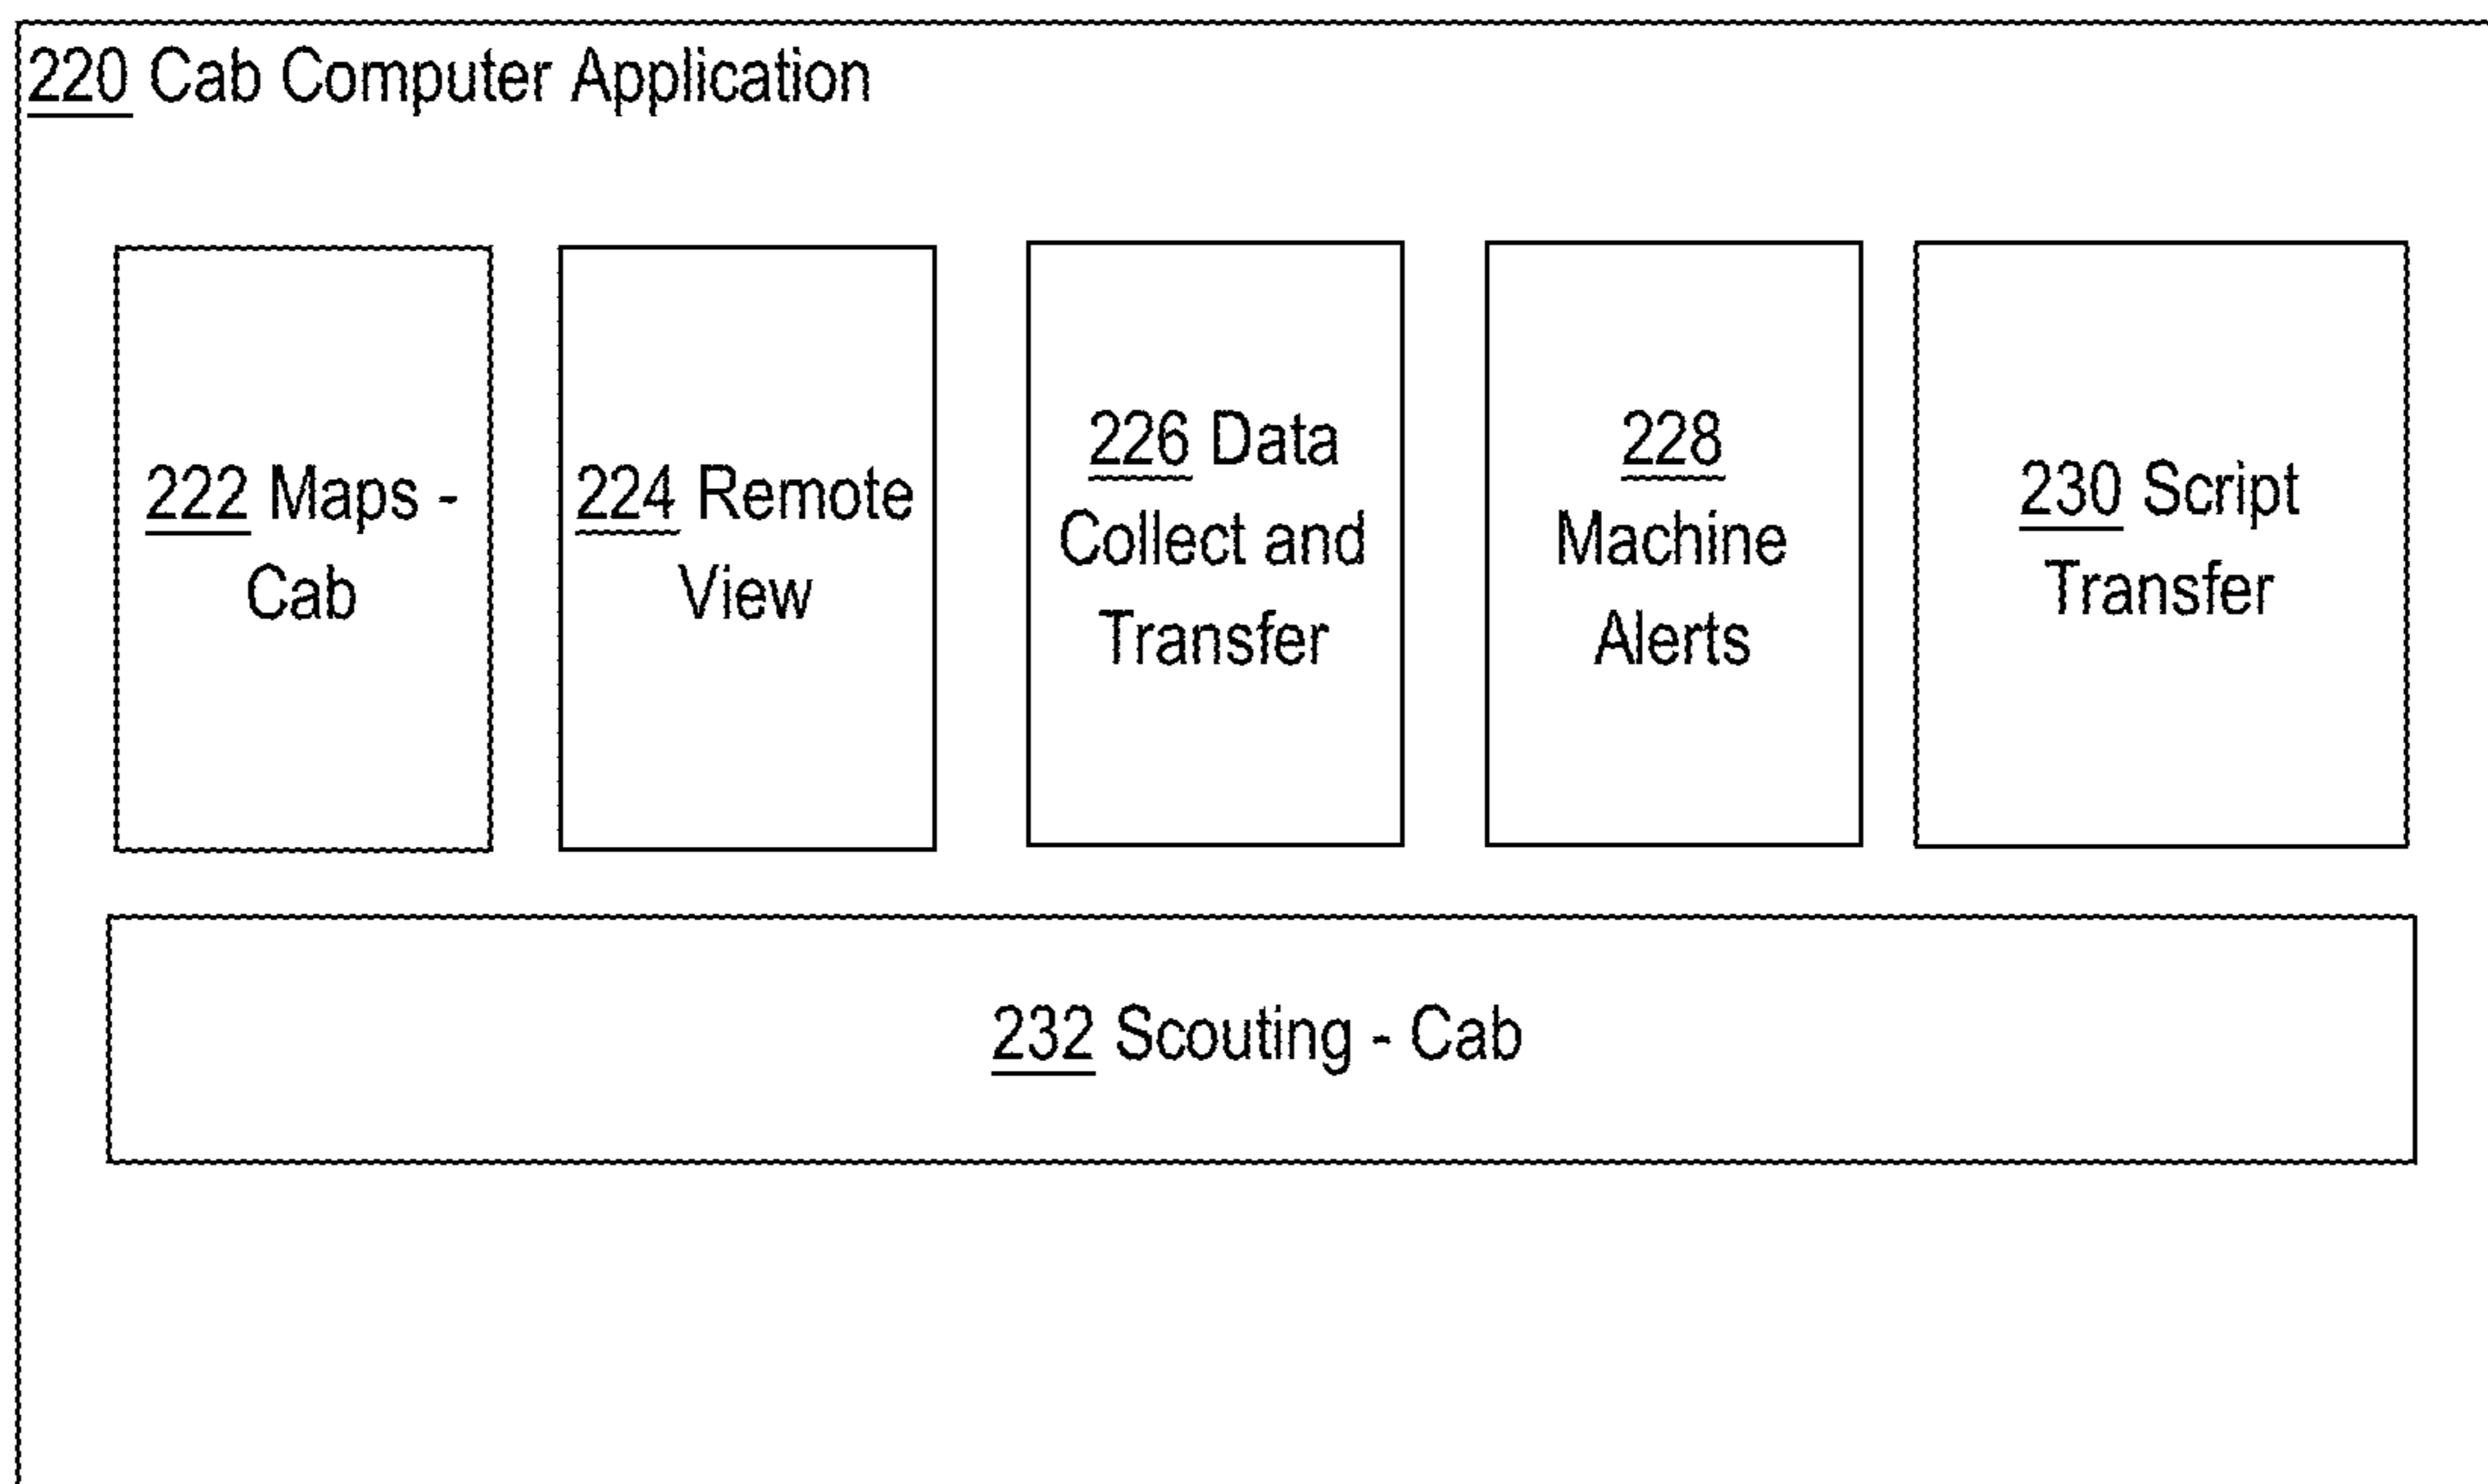 220 Cab Computer Application
222 Maps -
Cab
224 Remote
View
226 Data
Collect and
Transfer
228
Machine
Alerts
230 Script
Transfer
232 Scouting - Cab